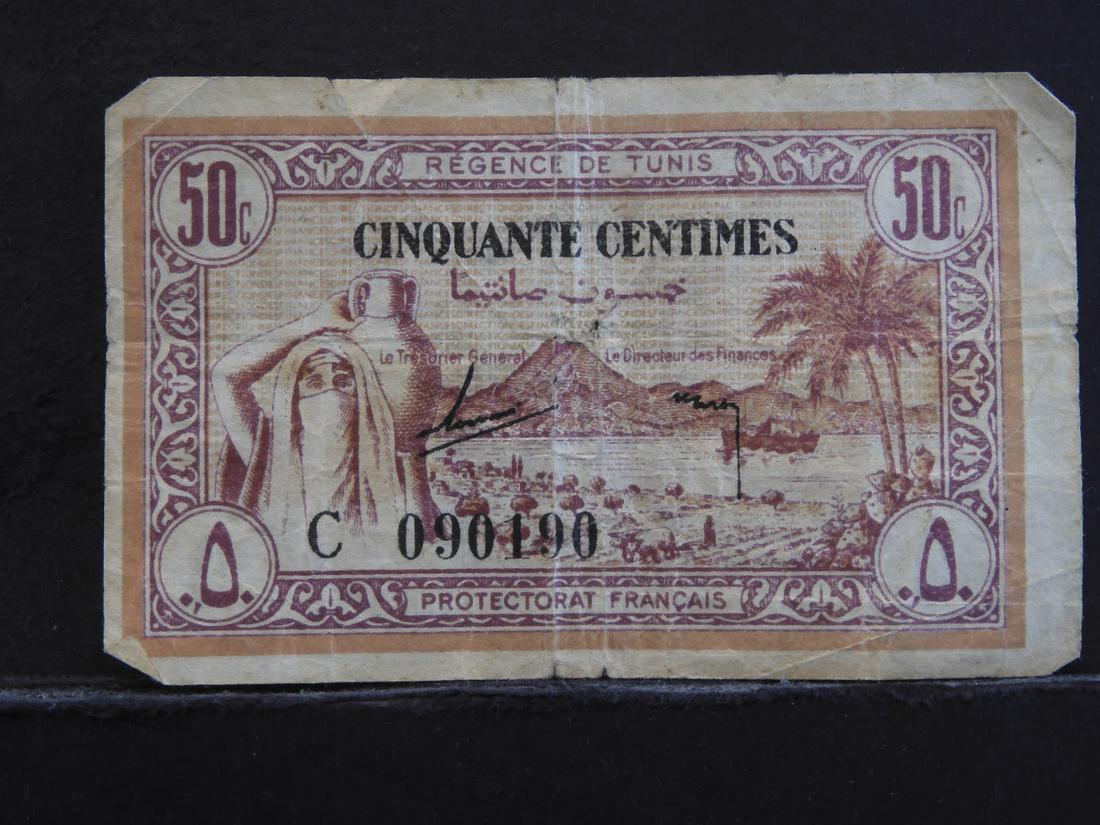 RÉGENCE DE TUNIS
50c 50c
CINQUANTE CENTIMES
خمسون صانتيما
Le Trésorier Général Le Directeur des Finances
C 090190
٫٥٠ ٫٥٠
PROTECTORAT FRANÇAIS